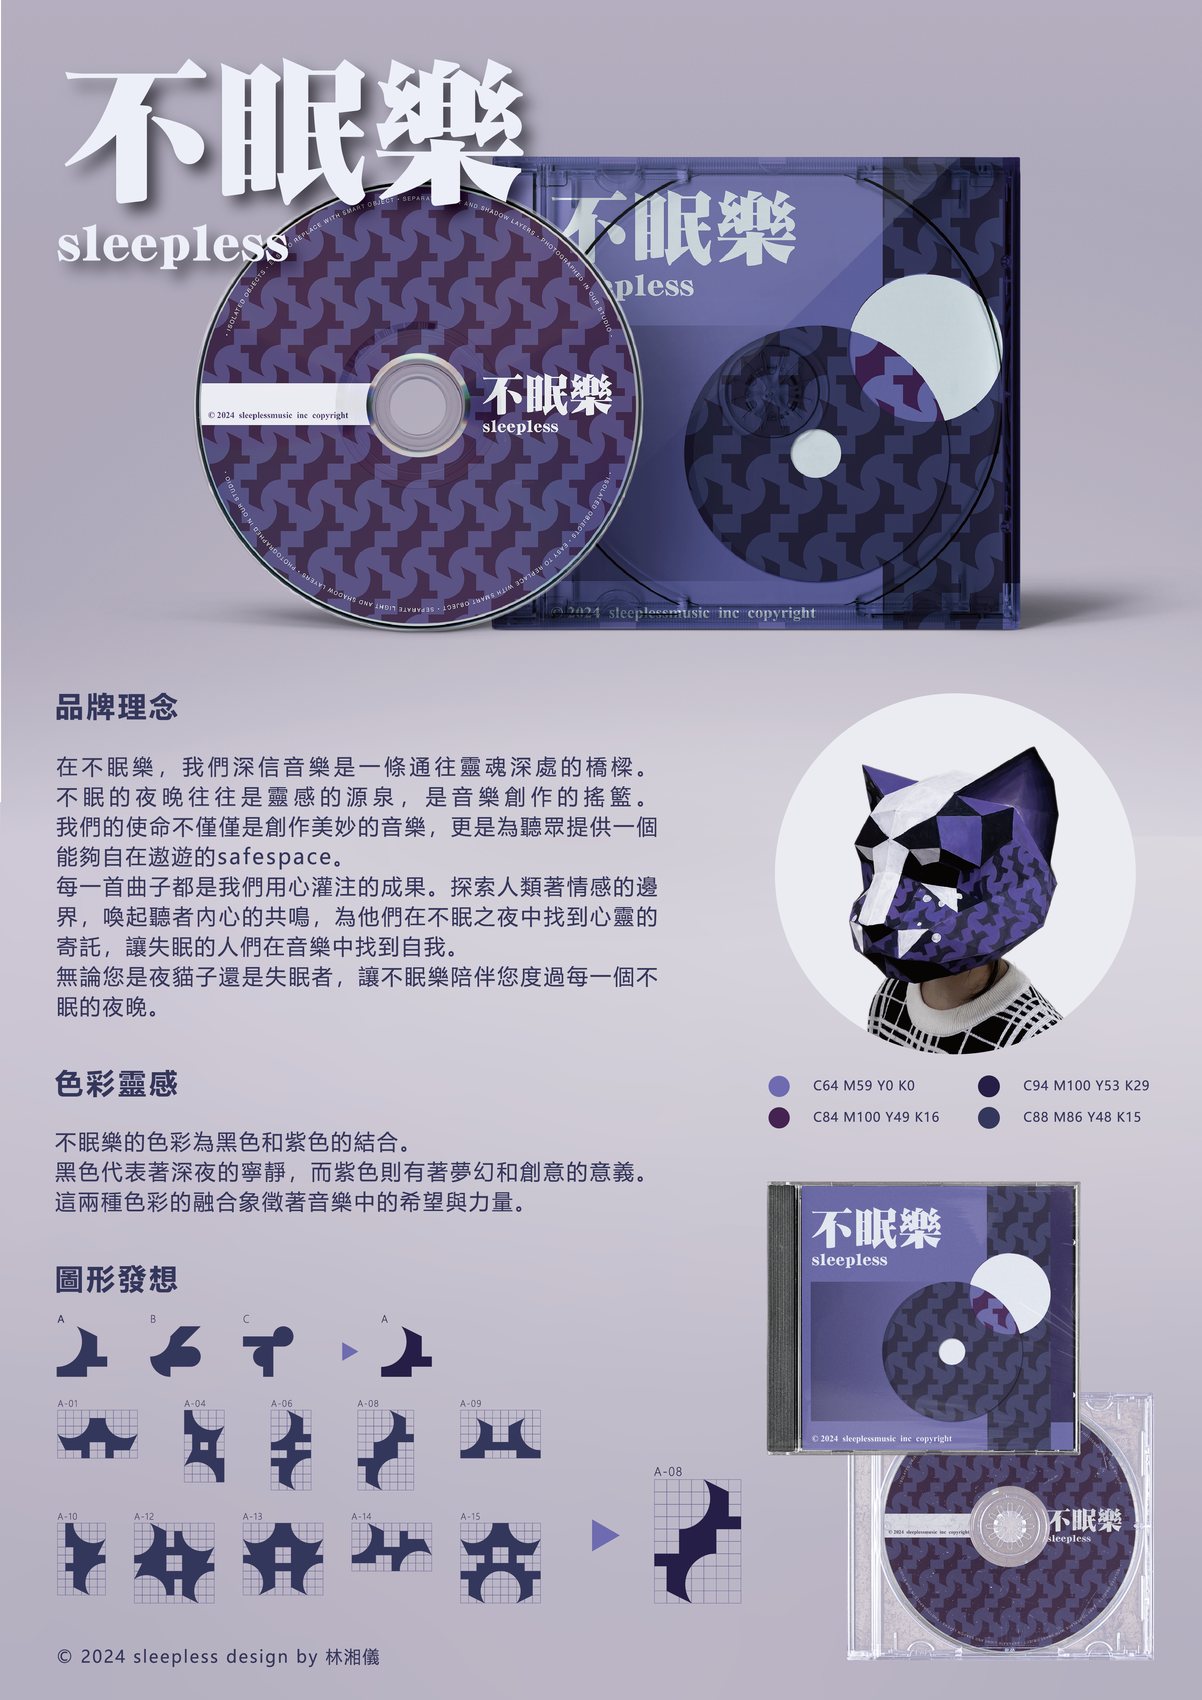 不眠樂
sleepless
不眠樂
pless
不眠樂
sleepless
© 2024 sleeplessmusic inc copyright
© 2024 sleeplessmusic inc copyright
品牌理念
在不眠樂，我們深信音樂是一條通往靈魂深處的橋樑。
不眠的夜晚往往是靈感的源泉，是音樂創作的搖籃。
我們的使命不僅僅是創作美妙的音樂，更是為聽眾提供一個
能夠自在遨遊的safespace。
每一首曲子都是我們用心灌注的成果。探索人類著情感的邊
界，喚起聽者內心的共鳴，為他們在不眠之夜中找到心靈的
寄託，讓失眠的人們在音樂中找到自我。
無論您是夜貓子還是失眠者，讓不眠樂陪伴您度過每一個不
眠的夜晚。
C64 M59 Y0 K0
C94 M100 Y53 K29
C84 M100 Y49 K16
C88 M86 Y48 K15
色彩靈感
不眠樂的色彩為黑色和紫色的結合。
黑色代表著深夜的寧靜，而紫色則有著夢幻和創意的意義。
這兩種色彩的融合象徵著音樂中的希望與力量。
圖形發想
A
B
C
A
A-01
A-04
A-06
A-08
A-09
A-10
A-12
A-13
A-14
A-15
A-08
不眠樂
sleepless
© 2024 sleeplessmusic inc copyright
不眠樂
sleepless
© 2024 sleeplessmusic inc copyright
© 2024 sleepless design by 林湘儀